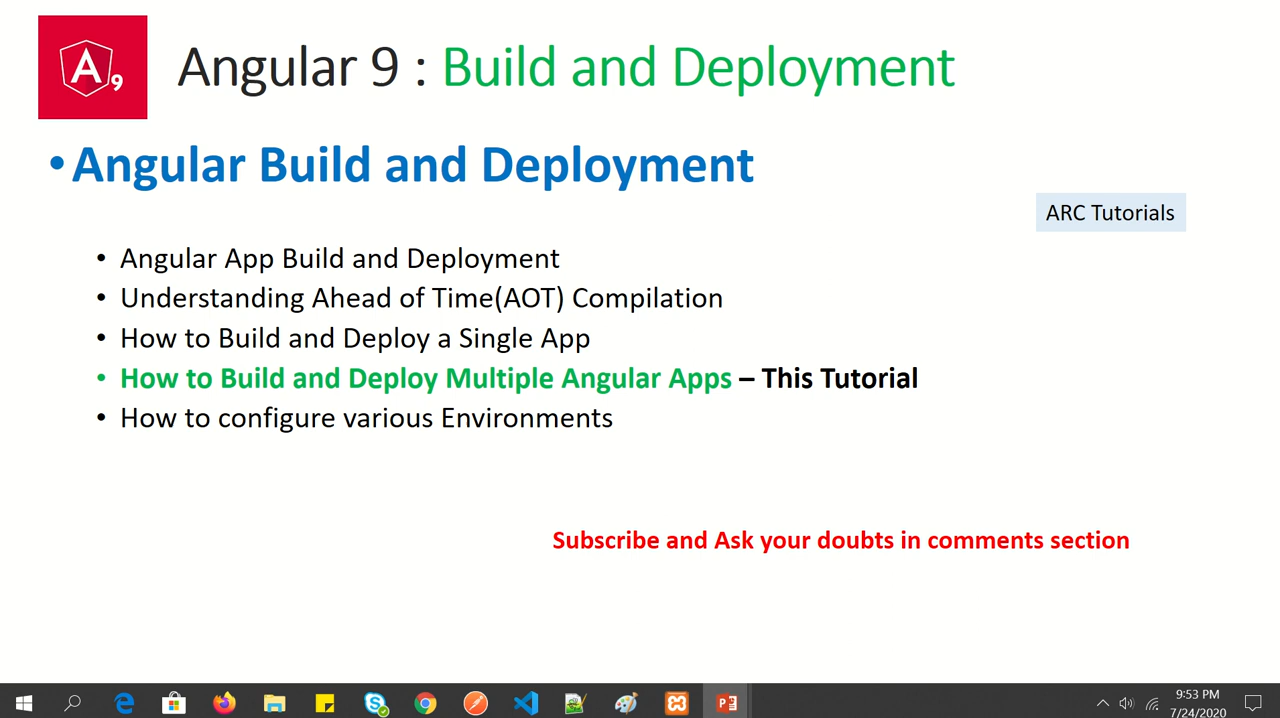 A9
Angular 9 : Build and Deployment
•Angular Build and Deployment
ARC Tutorials
• Angular App Build and Deployment
• Understanding Ahead of Time(AOT) Compilation
• How to Build and Deploy a Single App
• How to Build and Deploy Multiple Angular Apps – This Tutorial
• How to configure various Environments
Subscribe and Ask your doubts in comments section
9:53 PM
7/24/2020